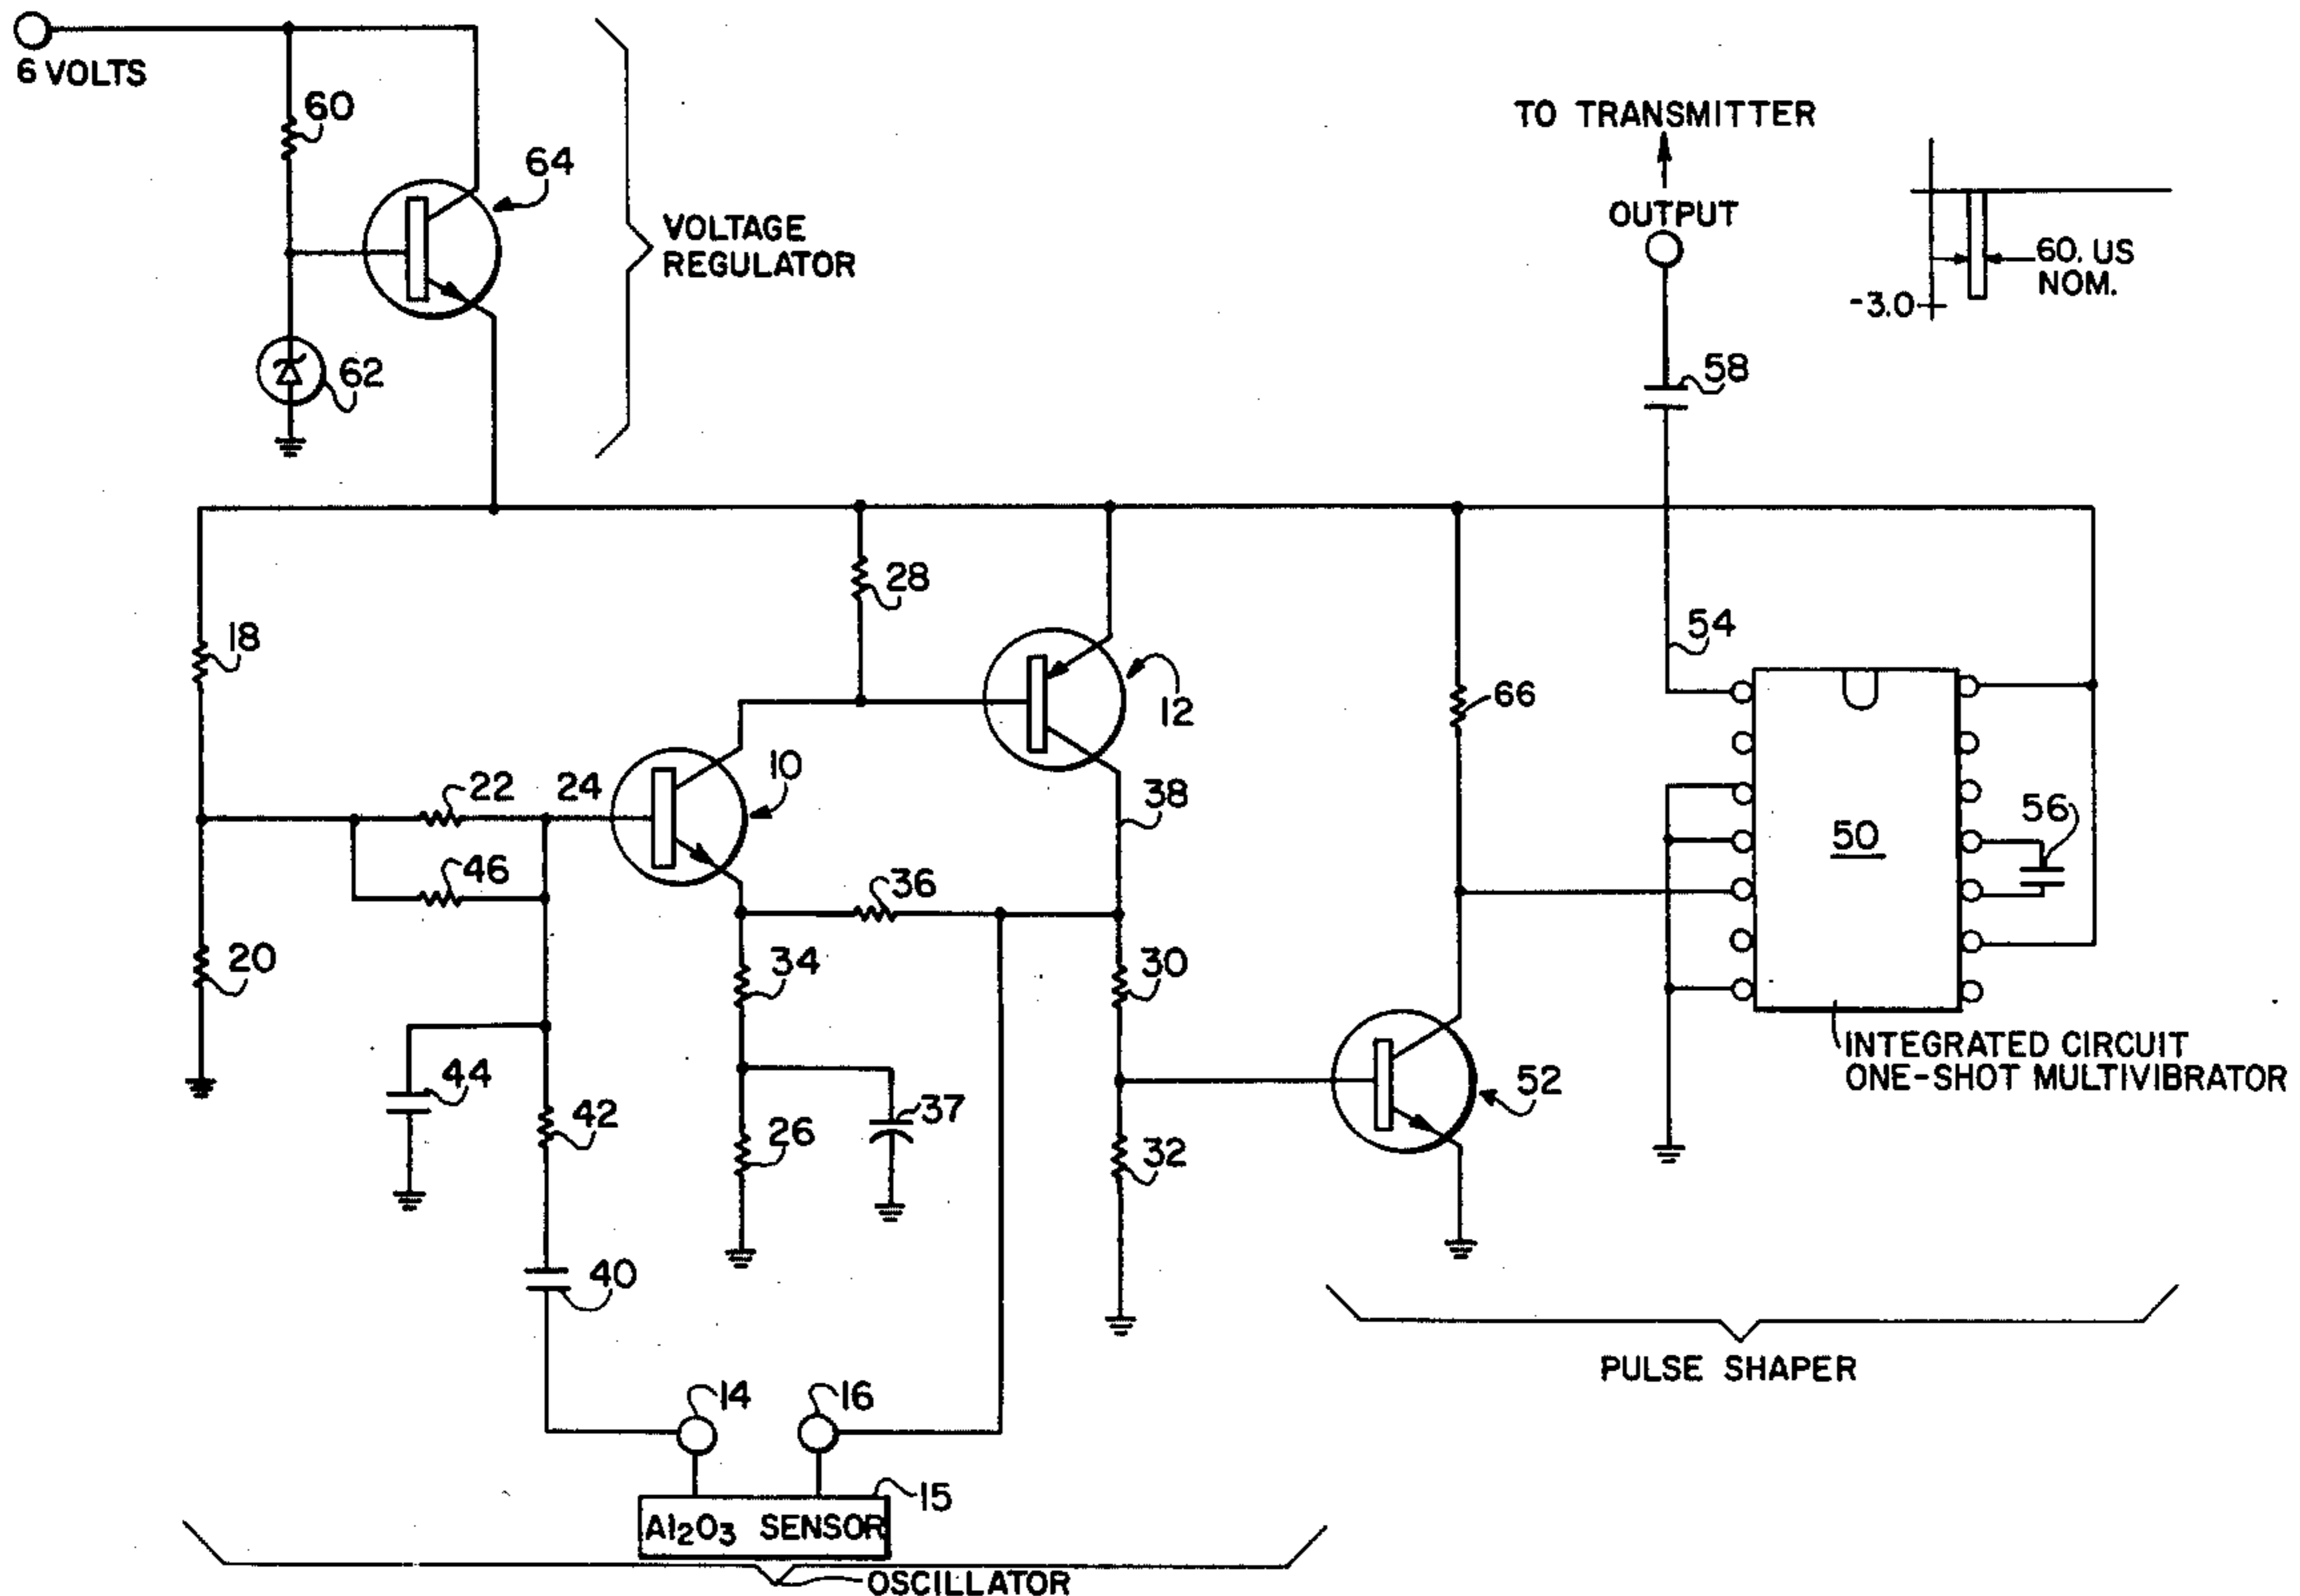 6 VOLTS
60
64
62
VOLTAGE
REGULATOR
TO TRANSMITTER
OUTPUT
58
60. US
NOM.
-3.0
54
28
18
12
66
10
22
24
38
50
56
46
36
20
34
30
INTEGRATED CIRCUIT
ONE-SHOT MULTIVIBRATOR
44
42
37
52
26
32
40
PULSE SHAPER
14
16
15
Al2O3 SENSOR
OSCILLATOR